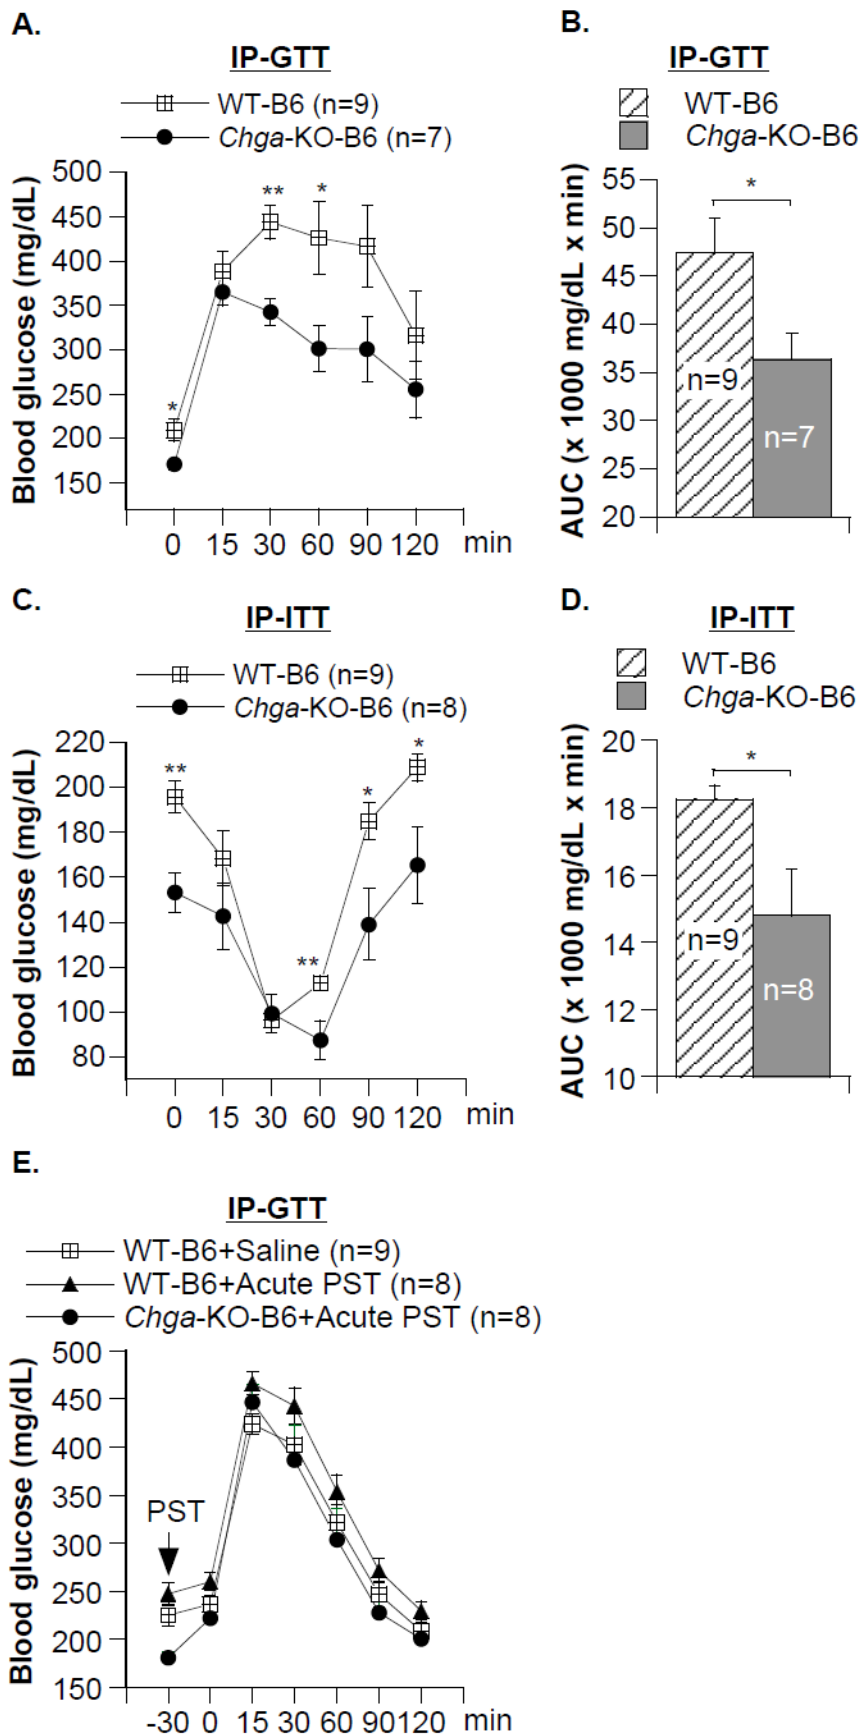 A.
IP-GTT
WT-B6 (n=9)
Chga-KO-B6 (n=7)
Blood glucose (mg/dL)
500
450
400
350
300
250
200
150
*
**
*
0 15 30 60 90 120 min
B.
IP-GTT
WT-B6
Chga-KO-B6
AUC (x 1000 mg/dL x min)
55
50
45
40
35
30
25
20
*
n=9
n=7
C.
IP-ITT
WT-B6 (n=9)
Chga-KO-B6 (n=8)
Blood glucose (mg/dL)
220
200
180
160
140
120
100
80
**
**
*
*
0 15 30 60 90 120 min
D.
IP-ITT
WT-B6
Chga-KO-B6
AUC (x 1000 mg/dL x min)
20
18
16
14
12
10
*
n=9
n=8
E.
IP-GTT
WT-B6+Saline (n=9)
WT-B6+Acute PST (n=8)
Chga-KO-B6+Acute PST (n=8)
Blood glucose (mg/dL)
500
450
400
350
300
250
200
150
PST
-30 0 15 30 60 90 120 min